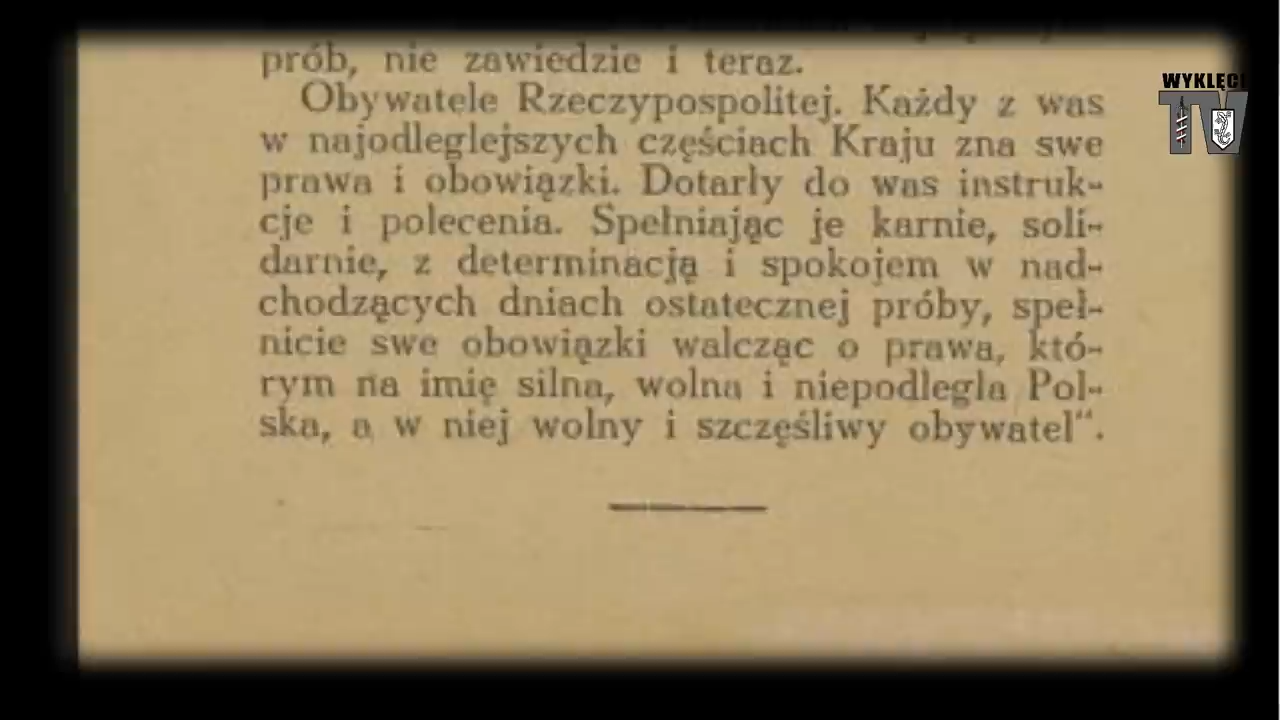 prób, nie zawiedzie i teraz.
Obywatele Rzeczypospolitej. Każdy z was
w najodleglejszych częściach Kraju zna swe
prawa i obowiązki. Dotarły do was instruk-
cje i polecenia. Spełniając je karnie, soli-
darnie, z determinacją i spokojem w nad-
chodzących dniach ostatecznej próby, speł-
nicie swe obowiązki walcząc o prawa, któ-
rym na imię silna, wolna i niepodległa Pol-
ska, a w niej wolny i szczęśliwy obywatel“.
WYKLĘCI
TV